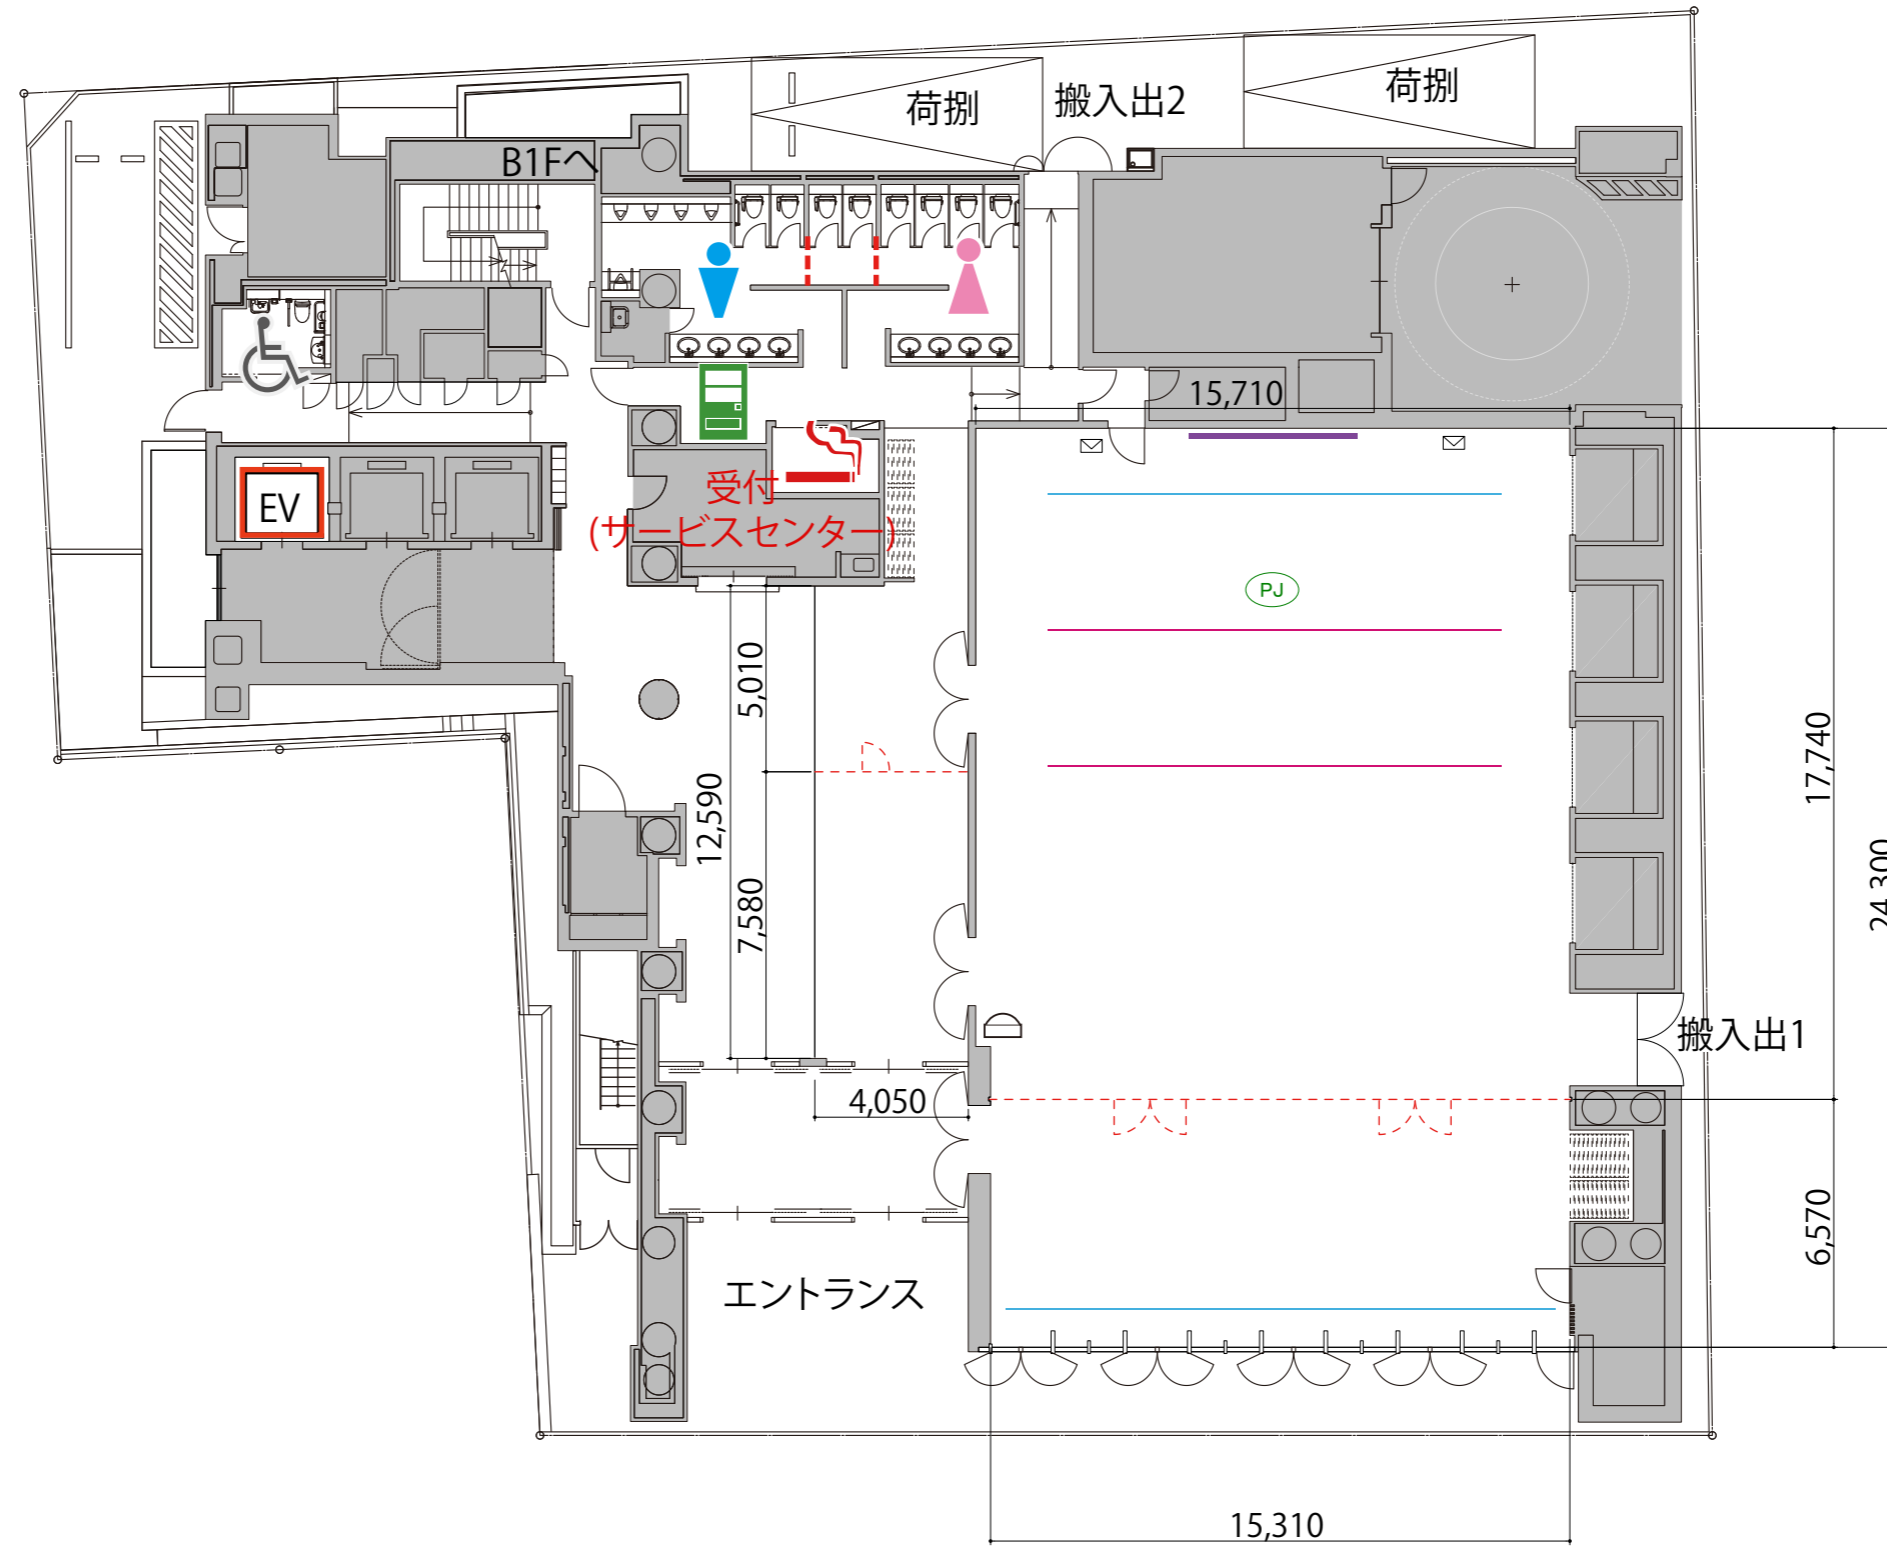 荷捌
搬入出2
荷捌
B1Fへ
15,710
EV
受付
(サービスセンター)
PJ
5,010
12,590
7,580
17,740
24,300
搬入出1
4,050
6,570
エントランス
15,310